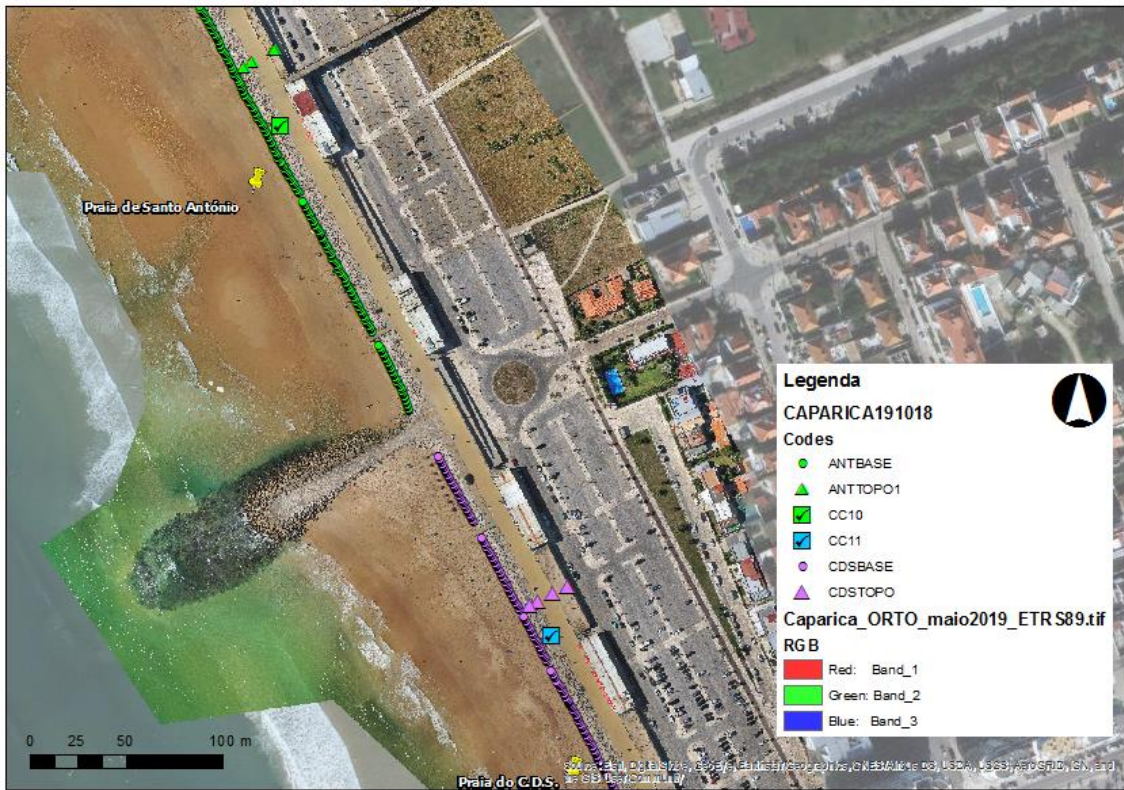 Praia de Santo António
Legenda
CAPARICA191018
Codes
ANTBASE
ANTTOPO1
CC10
CC11
CDSBASE
CDSTOPO
Caparica_ORTO_maio2019_ETRS89.tif
RGB
Red: Band_1
Green: Band_2
Blue: Band_3
0 25 50 100 m
Praia do C.D.S.